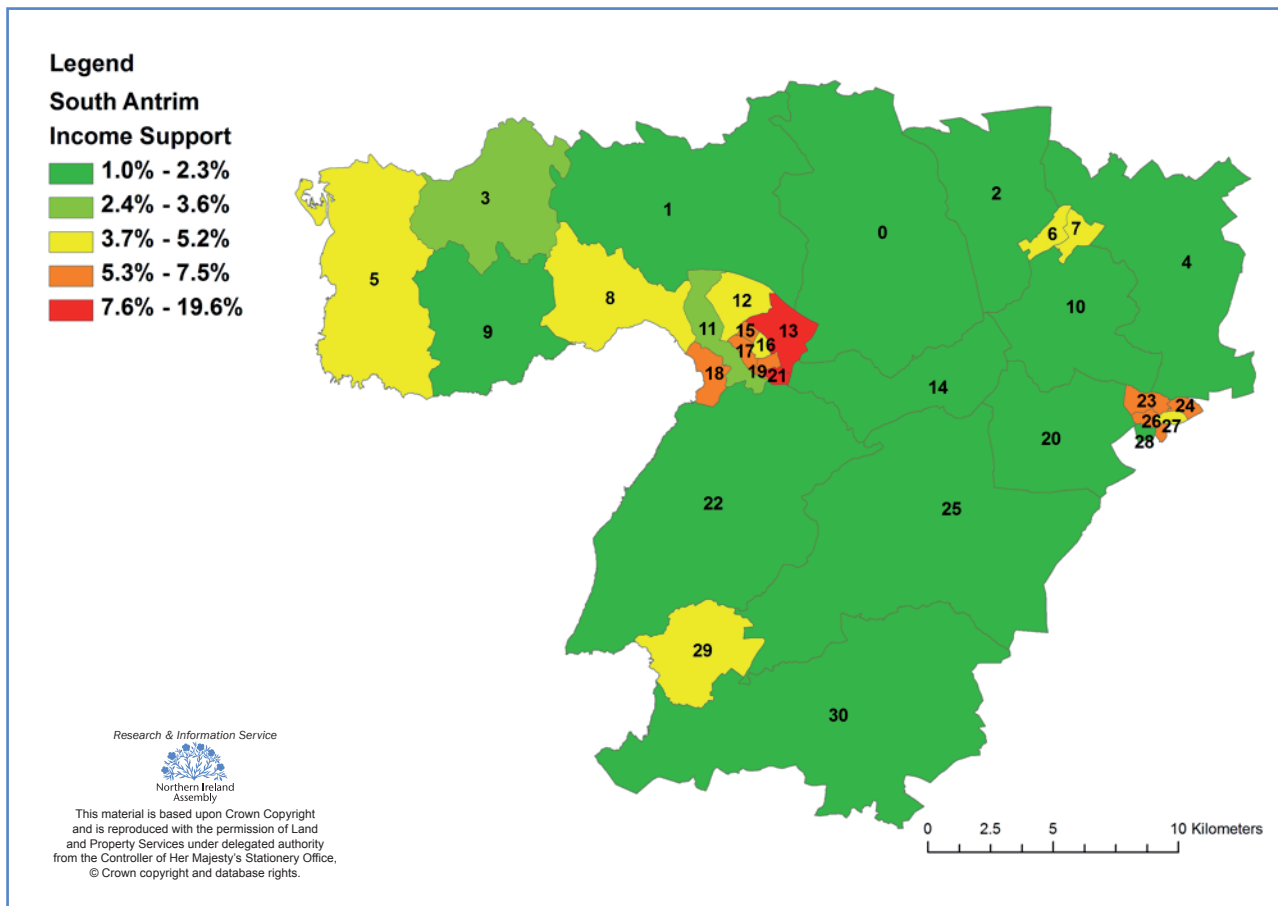 Legend
South Antrim
Income Support
1.0% - 2.3%
2.4% - 3.6%
3.7% - 5.2%
5.3% - 7.5%
7.6% - 19.6%
3
1
0
2
6
7
4
5
8
9
10
12
11
15
13
16
17
18
19
21
14
23
24
26
27
28
20
22
25
29
30
Research & Information Service
Northern Ireland
Assembly
This material is based upon Crown Copyright
and is reproduced with the permission of Land
and Property Services under delegated authority
from the Controller of Her Majesty's Stationery Office,
© Crown copyright and database rights.
0 2.5 5 10 Kilometers